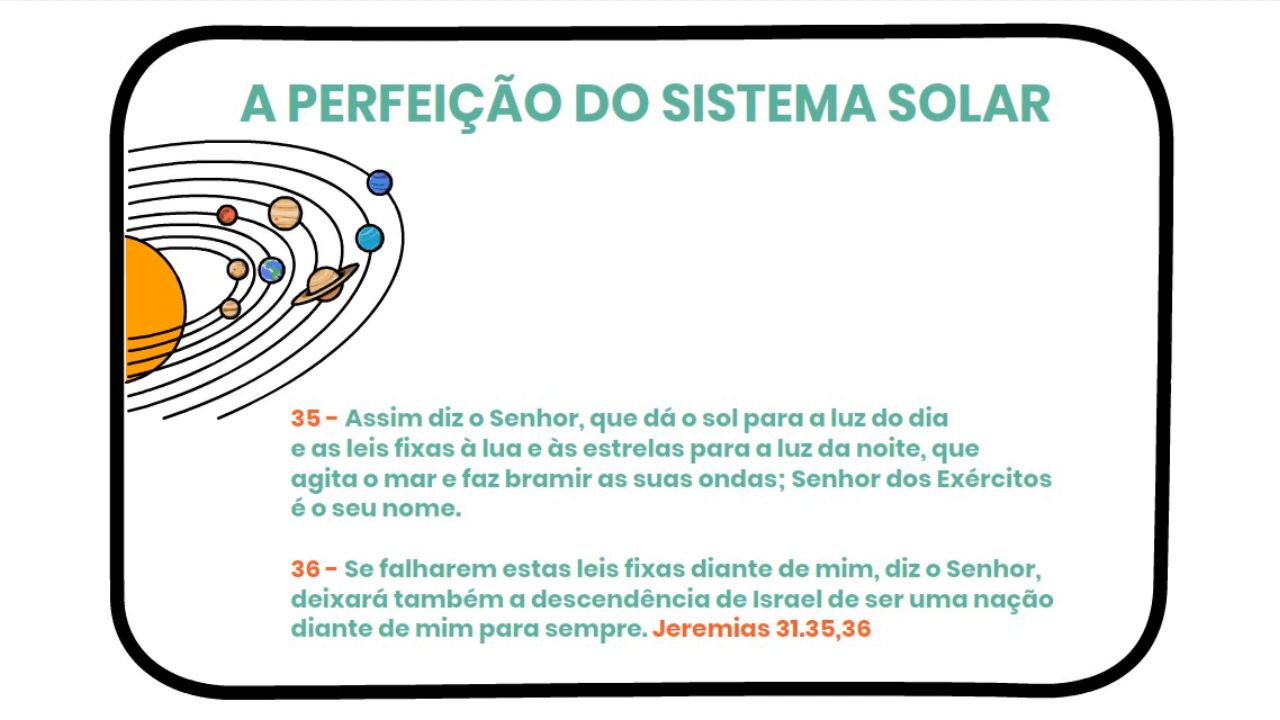 A PERFEIÇÃO DO SISTEMA SOLAR
35 - Assim diz o Senhor, que dá o sol para a luz do dia
e as leis fixas à lua e às estrelas para a luz da noite, que
agita o mar e faz bramir as suas ondas; Senhor dos Exércitos
é o seu nome.
36 - Se falharem estas leis fixas diante de mim, diz o Senhor,
deixará também a descendência de Israel de ser uma nação
diante de mim para sempre. Jeremias 31.35,36